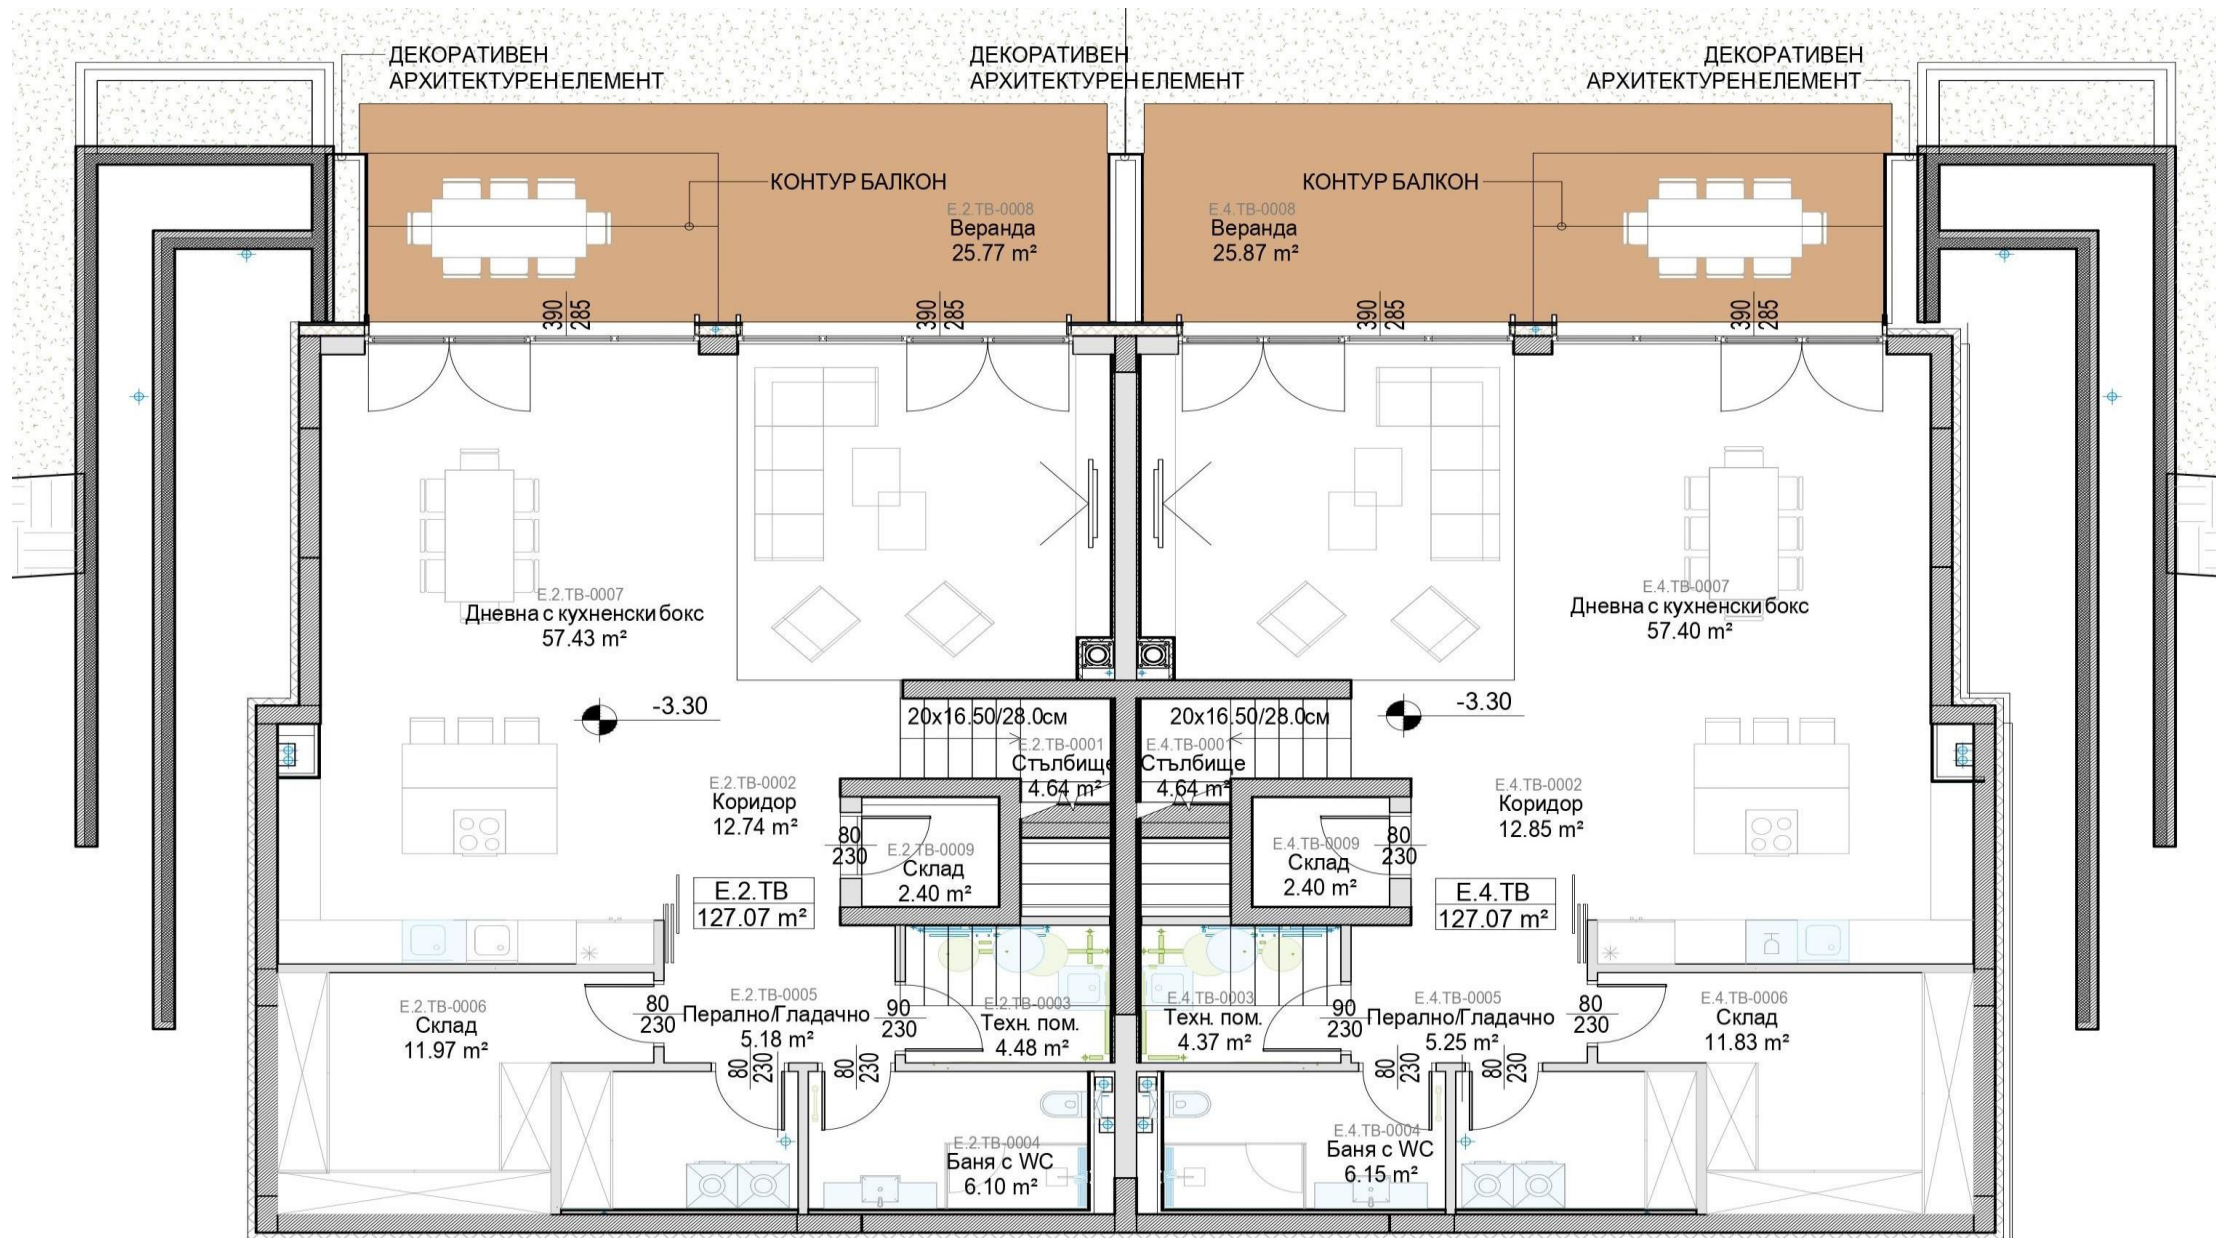 ДЕКОРАТИВЕН
АРХИТЕКТУРЕН ЕЛЕМЕНТ
ДЕКОРАТИВЕН
АРХИТЕКТУРЕН ЕЛЕМЕНТ
ДЕКОРАТИВЕН
АРХИТЕКТУРЕН ЕЛЕМЕНТ
КОНТУР БАЛКОН
КОНТУР БАЛКОН
E.2.TB-0008
Веранда
25.77 m²
E.4.TB-0008
Веранда
25.87 m²
390
285
390
285
390
285
390
285
E.2.TB-0007
Дневна с кухненски бокс
57.43 m²
E.4.TB-0007
Дневна с кухненски бокс
57.40 m²
-3.30
-3.30
20x16.50/28.0см
20x16.50/28.0см
E.2.TB-0001
Стълбище
4.64 m²
E.4.TB-0001
Стълбище
4.64 m²
E.2.TB-0002
Коридор
12.74 m²
E.4.TB-0002
Коридор
12.85 m²
80
230
E.2.TB-0009
Склад
2.40 m²
E.4.TB-0009
Склад
2.40 m²
80
230
E.2.TB
127.07 m²
E.4.TB
127.07 m²
E.2.TB-0006
Склад
11.97 m²
80
230
E.2.TB-0005
Перално/Гладачно
5.18 m²
90
230
E.2.TB-0003
Техн. пом.
4.48 m²
E.4.TB-0003
Техн. пом.
4.37 m²
90
230
E.4.TB-0005
Перално/Гладачно
5.25 m²
80
230
E.4.TB-0006
Склад
11.83 m²
80
230
80
230
80
230
80
230
E.2.TB-0004
Баня с WC
6.10 m²
E.4.TB-0004
Баня с WC
6.15 m²